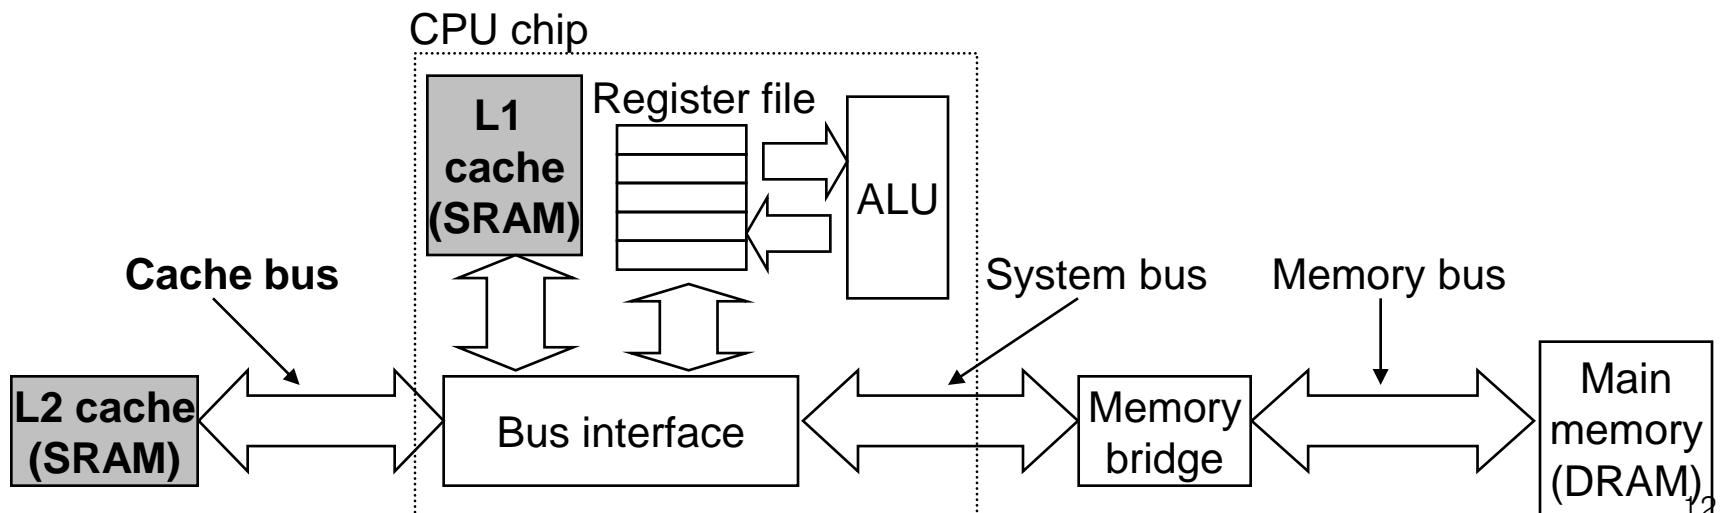 CPU chip
L1
cache
(SRAM)
Register file
ALU
Cache bus
System bus
Memory bus
L2 cache
(SRAM)
Bus interface
Memory
bridge
Main
memory
(DRAM)
12